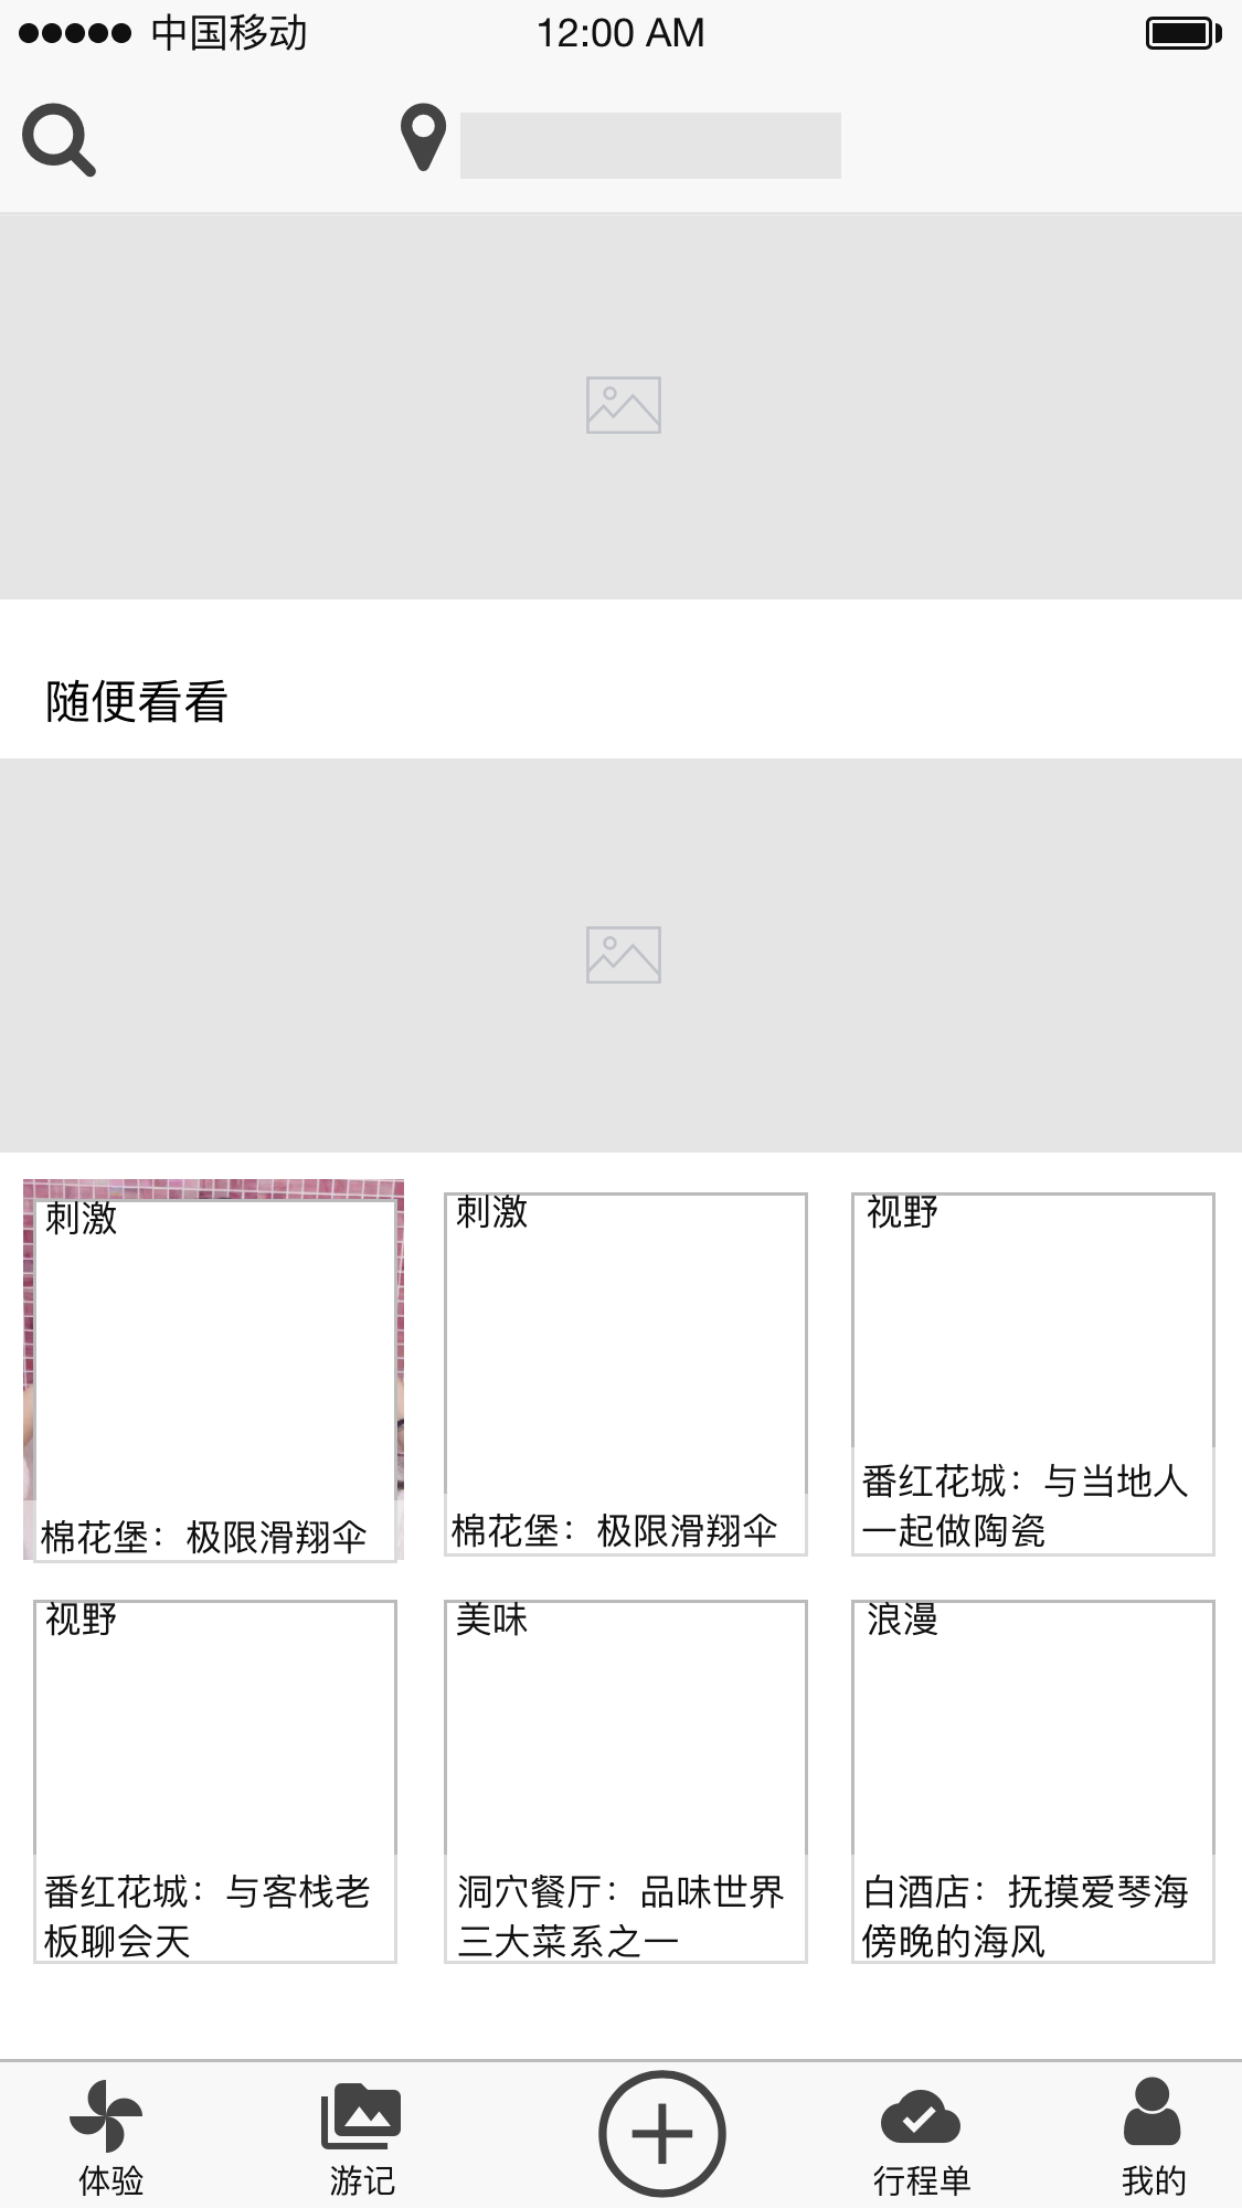 中国移动 12:00 AM
随便看看
刺激
棉花堡：极限滑翔伞
刺激
棉花堡：极限滑翔伞
视野
番红花城：与当地人
一起做陶瓷
视野
番红花城：与客栈老
板聊会天
美味
洞穴餐厅：品味世界
三大菜系之一
浪漫
白酒店：抚摸爱琴海
傍晚的海风
体验
游记
行程单
我的